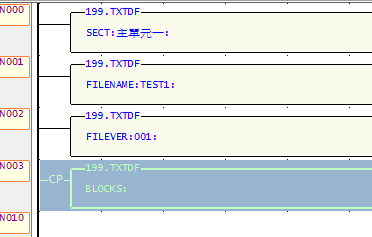 N000
199.TXTDF
SECT:主單元一:
N001
199.TXTDF
FILENAME:TEST1:
N002
199.TXTDF
FILEVER:001:
N003
CP
199.TXTDF
BLOCKS:
N010